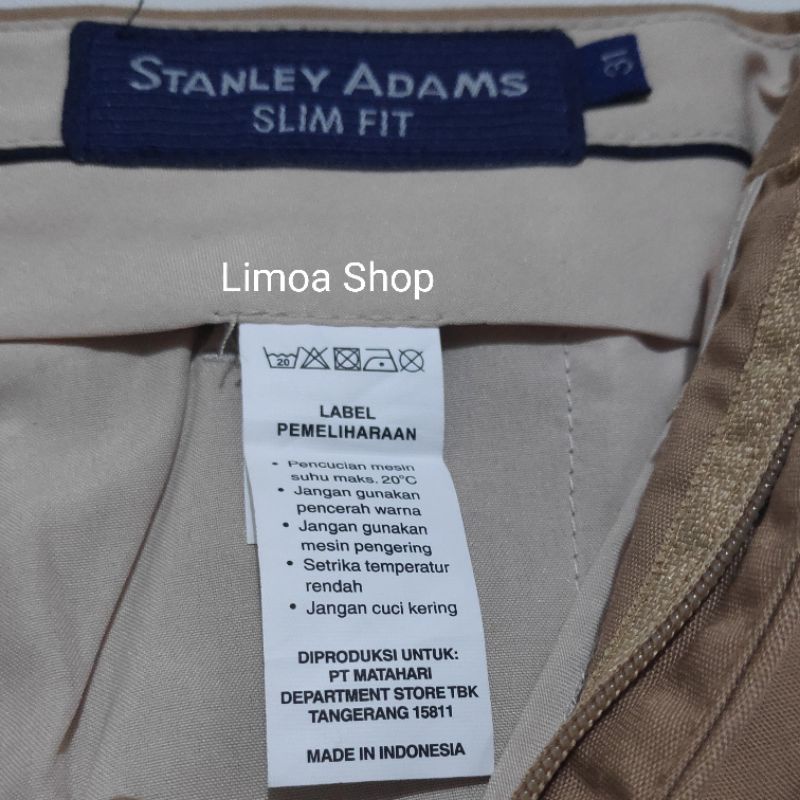 STANLEY ADAMS
SLIM FIT
31
Limoa Shop
20
LABEL
PEMELIHARAAN
• Pencucian mesin
suhu maks. 20°C
• Jangan gunakan
pencerah warna
• Jangan gunakan
mesin pengering
• Setrika temperatur
rendah
• Jangan cuci kering
DIPRODUKSI UNTUK:
PT MATAHARI
DEPARTMENT STORE TBK
TANGERANG 15811
MADE IN INDONESIA